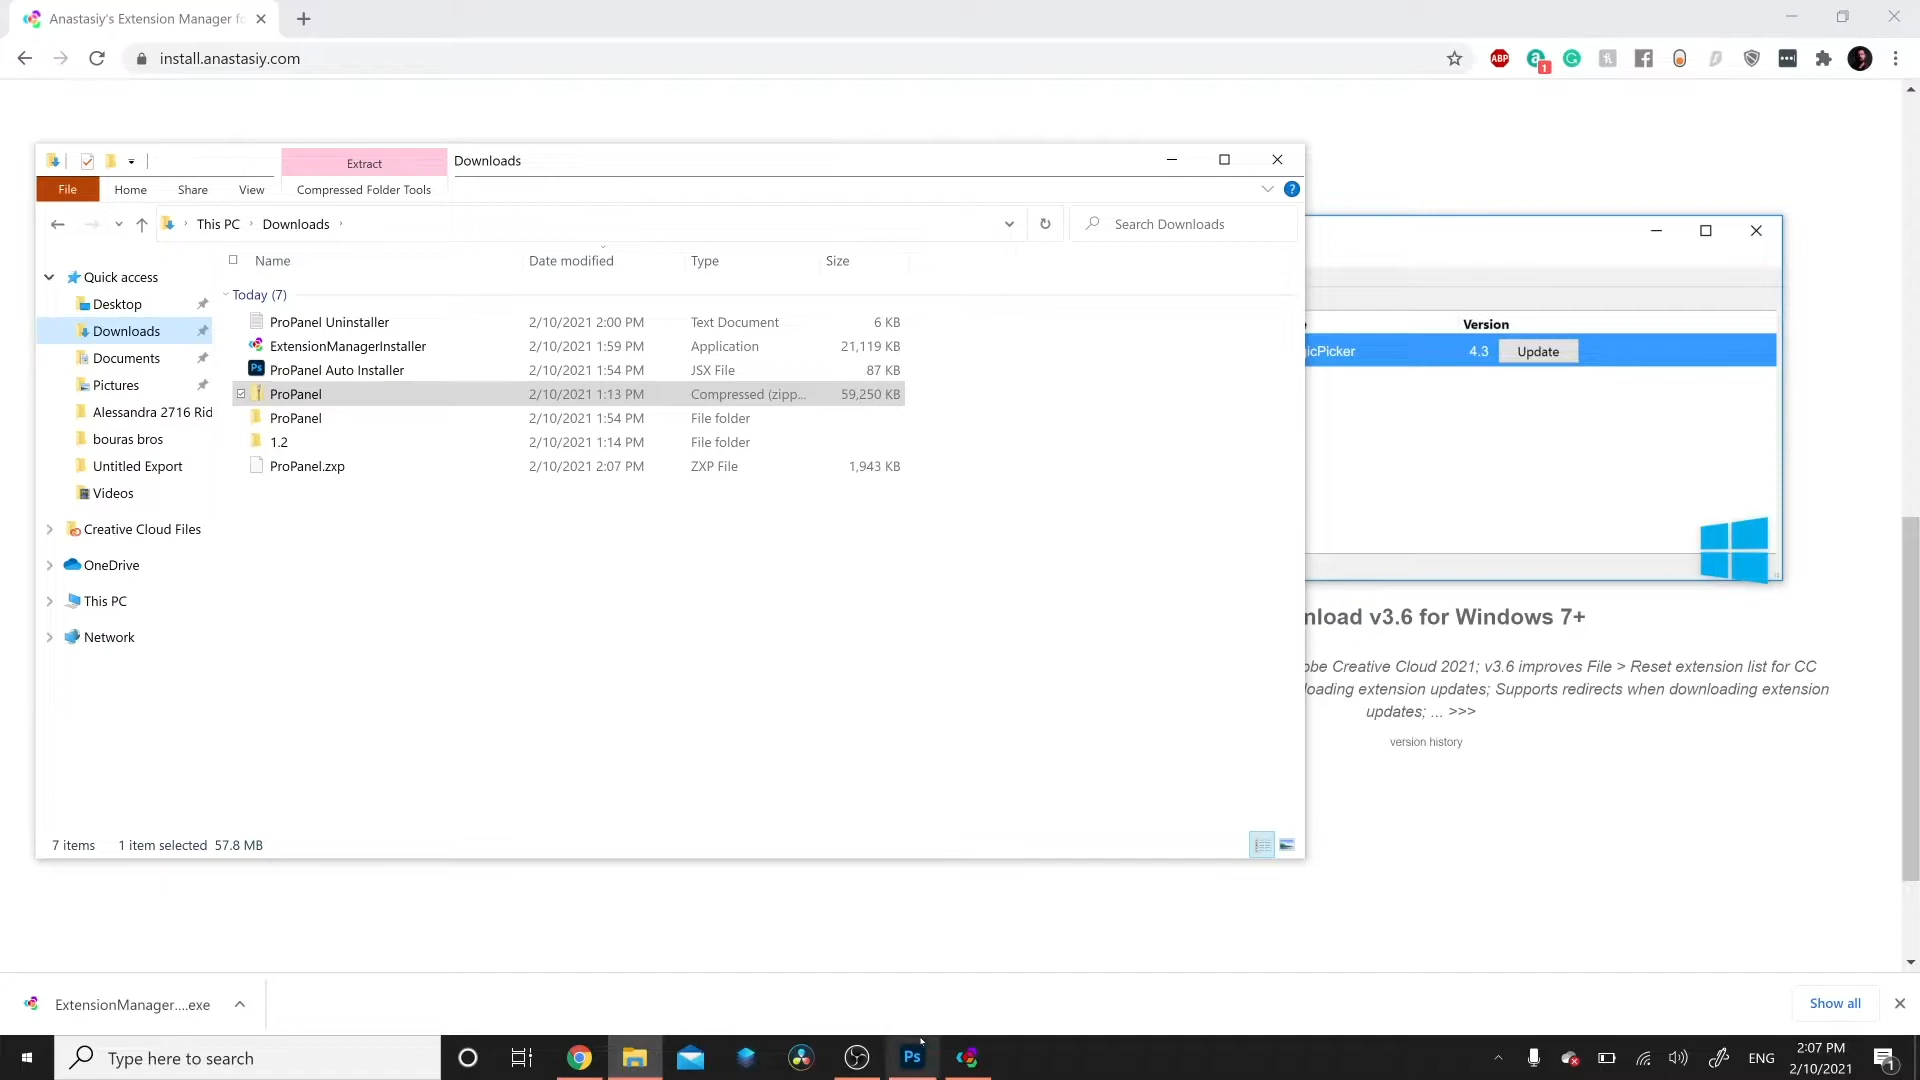 Anastasiy's Extension Manager fo
install.anastasiy.com
ABP
1
Extract
Downloads
File
Home
Share
View
Compressed Folder Tools
?
This PC
Downloads
Search Downloads
Name
Date modified
Type
Size
Today (7)
ProPanel Uninstaller 2/10/2021 2:00 PM Text Document 6 KB
ExtensionManagerInstaller 2/10/2021 1:59 PM Application 21,119 KB
Ps ProPanel Auto Installer 2/10/2021 1:54 PM JSX File 87 KB
ProPanel 2/10/2021 1:13 PM Compressed (zipp... 59,250 KB
ProPanel 2/10/2021 1:54 PM File folder
1.2 2/10/2021 1:14 PM File folder
ProPanel.zxp 2/10/2021 2:07 PM ZXP File 1,943 KB
Quick access
Desktop
Downloads
Documents
Pictures
Alessandra 2716 Rid
bouras bros
Untitled Export
Videos
Creative Cloud Files
OneDrive
This PC
Network
7 items 1 item selected 57.8 MB
Version
icPicker 4.3 Update
nload v3.6 for Windows 7+
obe Creative Cloud 2021; v3.6 improves File > Reset extension list for CC
loading extension updates; Supports redirects when downloading extension
updates; ... >>>
version history
ExtensionManager....exe
Show all
Type here to search
Ps
ENG
2:07 PM
2/10/2021
1